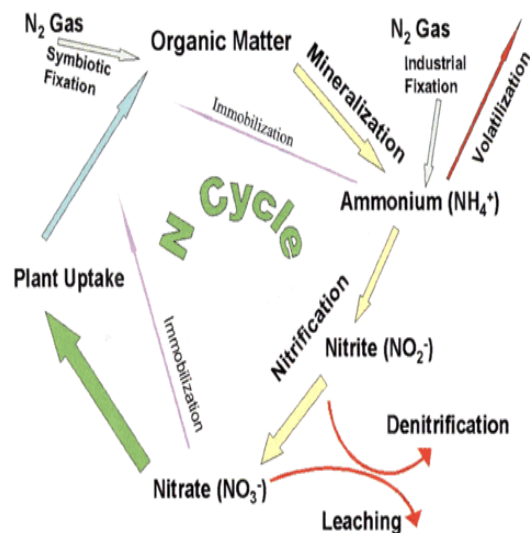 N₂ Gas
Symbiotic
Fixation
Organic Matter
Mineralization
N₂ Gas
Industrial
Fixation
Volatilization
Immobilization
Ammonium (NH₄⁺)
N Cycle
Plant Uptake
Immobilization
Nitrification
Nitrite (NO₂⁻)
Denitrification
Nitrate (NO₃⁻)
Leaching